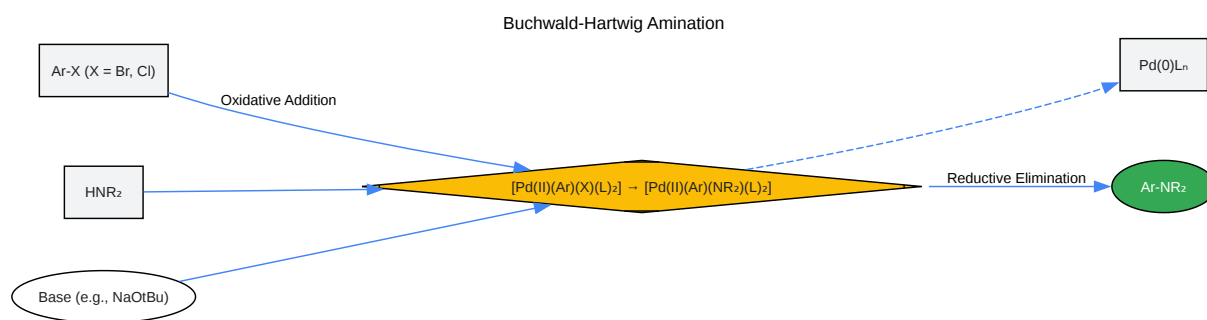 Buchwald-Hartwig Amination
Ar-X (X = Br, Cl)
Pd(0)Lₙ
Oxidative Addition
HNR₂
[Pd(II)(Ar)(X)(L)₂] → [Pd(II)(Ar)(NR₂)(L)₂]
Reductive Elimination
Ar-NR₂
Base (e.g., NaOtBu)